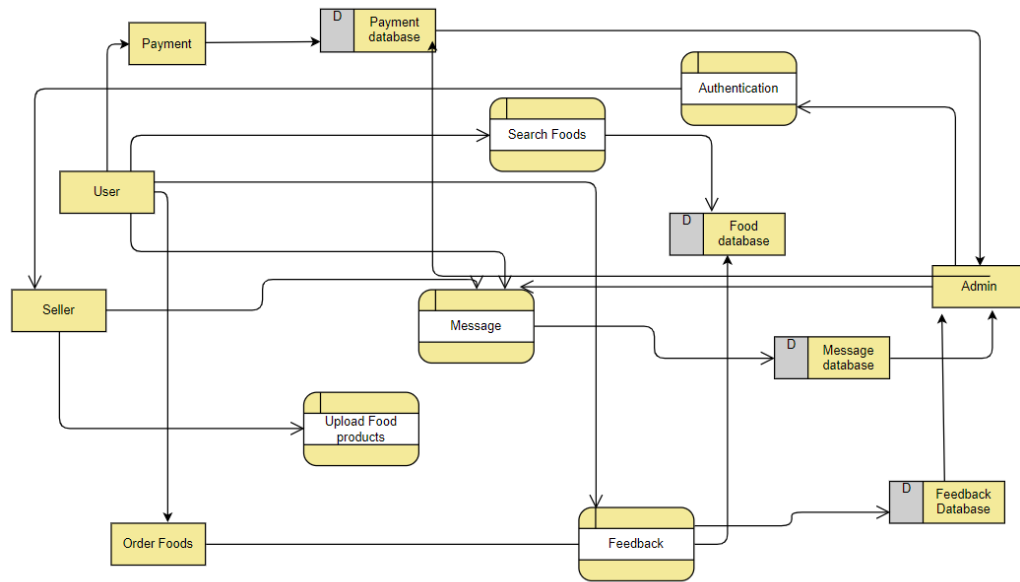 D
Payment
database
Payment
Authentication
Search Foods
User
D
Food
database
Admin
Seller
Message
D
Message
database
Upload Food
products
D
Feedback
Database
Order Foods
Feedback